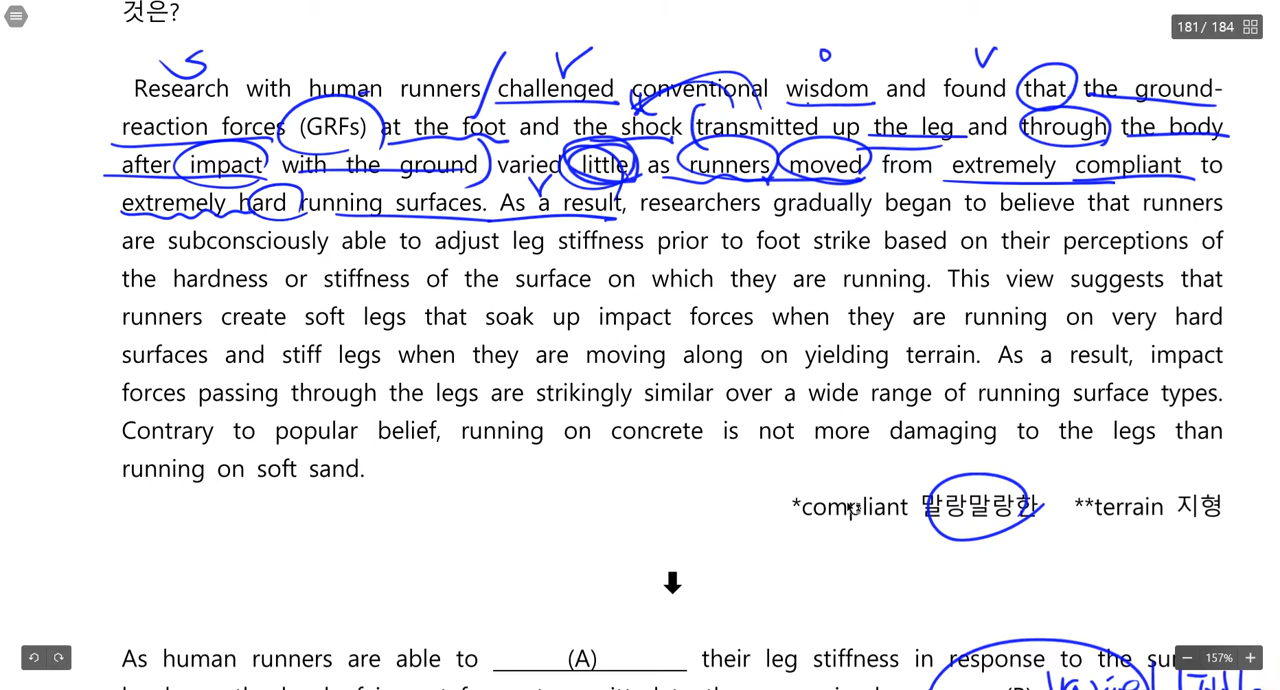 것은?
181 / 184
S V O V
Research with human runners challenged conventional wisdom and found that the ground-
reaction forces (GRFs) at the foot and the shock transmitted up the leg and through the body
after impact with the ground varied little as runners moved from extremely compliant to
V
extremely hard running surfaces. As a result, researchers gradually began to believe that runners
are subconsciously able to adjust leg stiffness prior to foot strike based on their perceptions of
the hardness or stiffness of the surface on which they are running. This view suggests that
runners create soft legs that soak up impact forces when they are running on very hard
surfaces and stiff legs when they are moving along on yielding terrain. As a result, impact
forces passing through the legs are strikingly similar over a wide range of running surface types.
Contrary to popular belief, running on concrete is not more damaging to the legs than
running on soft sand.
*compliant 말랑말랑한 **terrain 지형
As human runners are able to (A) their leg stiffness in response to the
157%